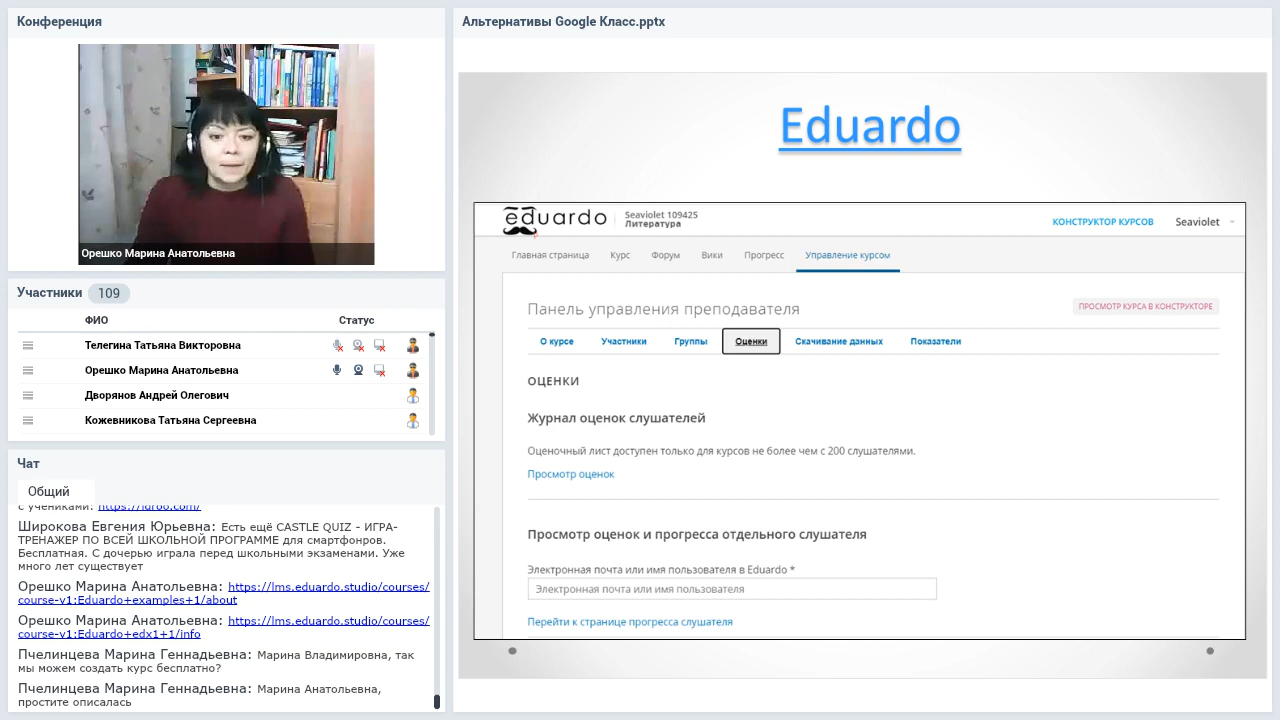 Конференция
Орешко Марина Анатольевна
Участники 109
ФИО Статус
Телегина Татьяна Викторовна
Орешко Марина Анатольевна
Дворянов Андрей Олегович
Кожевникова Татьяна Сергеевна
Чат
Общий
с учениками: https://idroo.com/
Широкова Евгения Юрьевна: Есть ещё CASTLE QUIZ - ИГРА-
ТРЕНАЖЕР ПО ВСЕЙ ШКОЛЬНОЙ ПРОГРАММЕ для смартфонров.
Бесплатная. С дочерью играла перед школьными экзаменами. Уже
много лет существует
Орешко Марина Анатольевна: https://lms.eduardo.studio/courses/
course-v1:Eduardo+examples+1/about
Орешко Марина Анатольевна: https://lms.eduardo.studio/courses/
course-v1:Eduardo+edx1+1/info
Пчелинцева Марина Геннадьевна: Марина Владимировна, так
мы можем создать курс бесплатно?
Пчелинцева Марина Геннадьевна: Марина Анатольевна,
простите описалась
Альтернативы Google Класс.pptx
Eduardo
eduardo
Seaviolet 109425
Литература
КОНСТРУКТОР КУРСОВ Seaviolet
Главная страница Курс Форум Вики Прогресс Управление курсом
Панель управления преподавателя
ПРОСМОТР КУРСА В КОНСТРУКТОРЕ
О курсе Участники Группы Оценки Скачивание данных Показатели
ОЦЕНКИ
Журнал оценок слушателей
Оценочный лист доступен только для курсов не более чем с 200 слушателями.
Просмотр оценок
Просмотр оценок и прогресса отдельного слушателя
Электронная почта или имя пользователя в Eduardo *
Электронная почта или имя пользователя
Перейти к странице прогресса слушателя